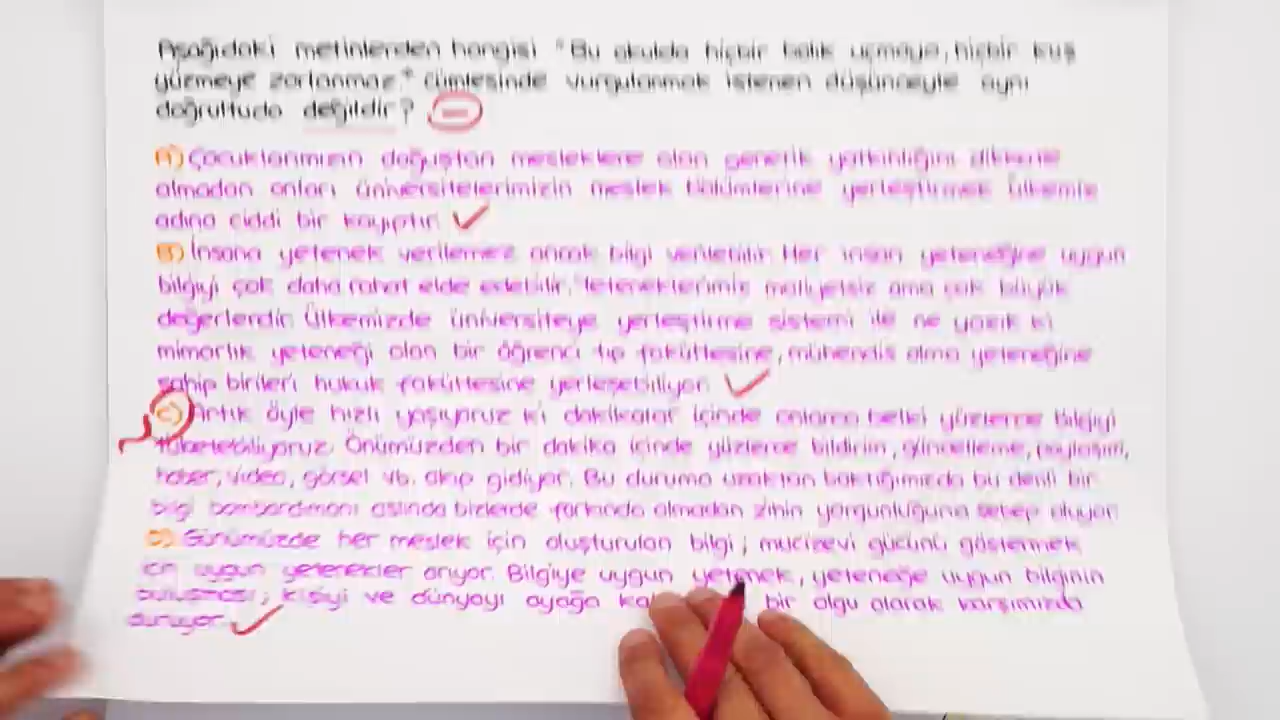 Aşağıdaki metinlerden hangisi "Bu okulda hiçbir balık uçmaya, hiçbir kuş
yüzmeye zorlanmaz." cümlesinde vurgulanmak istenen düşünceyle aynı
doğrultuda değildir?
A) Çocuklarımızın doğuştan mesleklere olan genetik yatkınlığını dikkate
almadan onları üniversitelerimizin meslek bölümlerine yerleştirmek ülkemiz
adına ciddi bir kayıptır.
B) İnsana yetenek verilemez ancak bilgi verilebilir. Her insan yeteneğine uygun
bilgiyi çok daha rahat elde edebilir. Yeteneklerimiz maliyetsiz ama çok büyük
değerlerdir. Ülkemizde üniversiteye yerleştirme sistemi ile ne yazık ki
mimarlık yeteneği olan bir öğrenci tıp fakültesine, mühendis olma yeteneğine
sahip birileri hukuk fakültesine yerleşebiliyor.
C) Artık öyle hızlı yaşıyoruz ki dakikalar içinde onlarca belki yüzlerce bilgiyi
tüketebiliyoruz. Önümüzden bir dakika içinde yüzlerce bildirim, güncelleme, paylaşım,
haber, video, görsel vb. akıp gidiyor. Bu duruma uzaktan baktığımızda bu denli bir
bilgi bombardımanı aslında bizlerde farkında olmadan zihin yorgunluğuna sebep oluyor.
D) Günümüzde her meslek için oluşturulan bilgi; mucizevi gücünü göstermek
için uygun yetenekler arıyor. Bilgiye uygun yetenek, yeteneğe uygun bilginin
buluşması; kişiyi ve dünyayı ayağa bir olgu olarak karşımızda
duruyor.